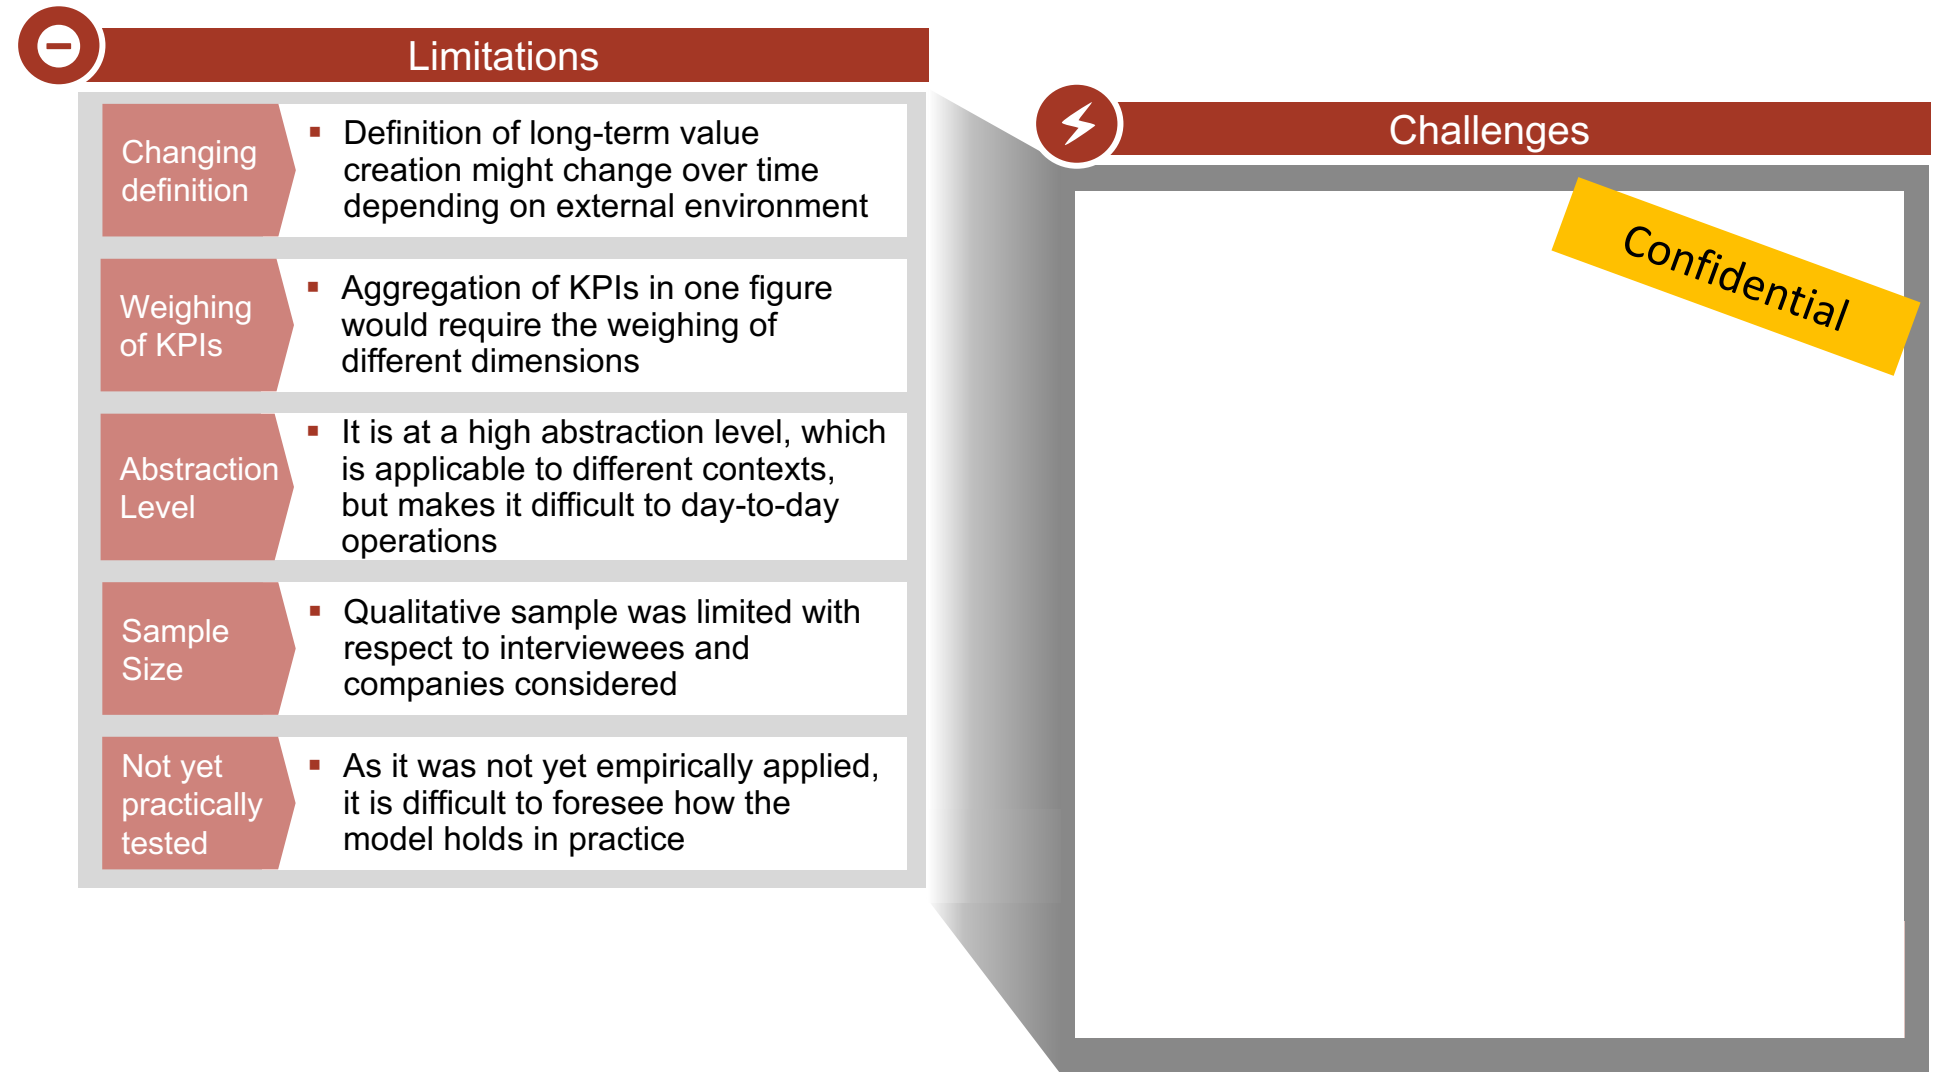 Limitations
Changing
definition
Definition of long-term value
creation might change over time
depending on external environment
Weighing
of KPIs
Aggregation of KPIs in one figure
would require the weighing of
different dimensions
Abstraction
Level
It is at a high abstraction level, which
is applicable to different contexts,
but makes it difficult to day-to-day
operations
Sample
Size
Qualitative sample was limited with
respect to interviewees and
companies considered
Not yet
practically
tested
As it was not yet empirically applied,
it is difficult to foresee how the
model holds in practice
Challenges
Confidential